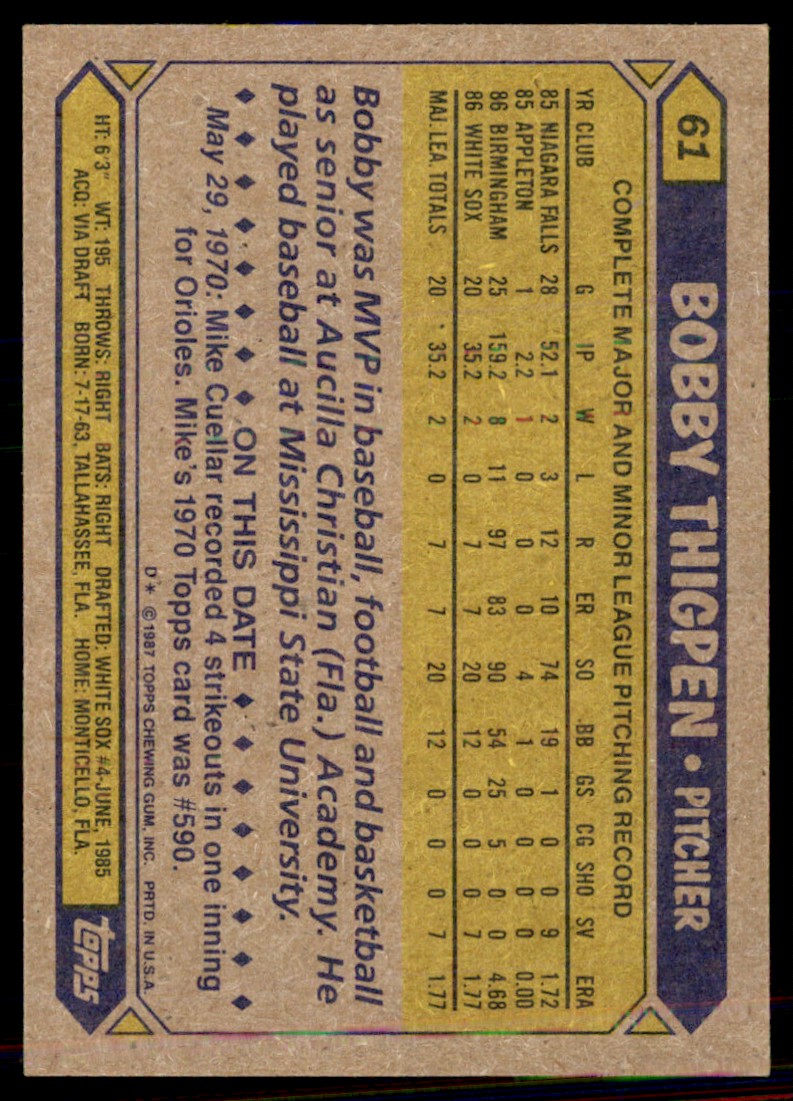 61 BOBBY THIGPEN • PITCHER
COMPLETE MAJOR AND MINOR LEAGUE PITCHING RECORD
YR CLUB G IP W L R ER SO BB GS CG SHO SV ERA
85 NIAGARA FALLS 28 52.1 2 3 12 10 74 19 1 0 0 9 1.72
85 APPLETON 1 2.2 1 0 0 0 4 1 0 0 0 0 0.00
86 BIRMINGHAM 25 159.2 8 11 97 83 90 54 25 5 0 0 4.68
86 WHITE SOX 20 35.2 2 0 7 7 20 12 0 0 0 7 1.77
MAJ. LEA. TOTALS 20 35.2 2 0 7 7 20 12 0 0 0 7 1.77
Bobby was MVP in baseball, football and basketball
as senior at Aucilla Christian (Fla.) Academy. He
played baseball at Mississippi State University.
♦ ♦ ♦ ♦ ♦ ♦ ♦ ♦ ON THIS DATE ♦ ♦ ♦ ♦ ♦ ♦ ♦ ♦
May 29, 1970: Mike Cuellar recorded 4 strikeouts in one inning
for Orioles. Mike's 1970 Topps card was #590.
D* © 1987 TOPPS CHEWING GUM, INC. PRTD. IN U.S.A.
HT: 6'3" WT: 195 THROWS: RIGHT BATS: RIGHT DRAFTED: WHITE SOX #4-JUNE, 1985
ACQ: VIA DRAFT BORN: 7-17-63, TALLAHASSEE, FLA. HOME: MONTICELLO, FLA.
TOPPS